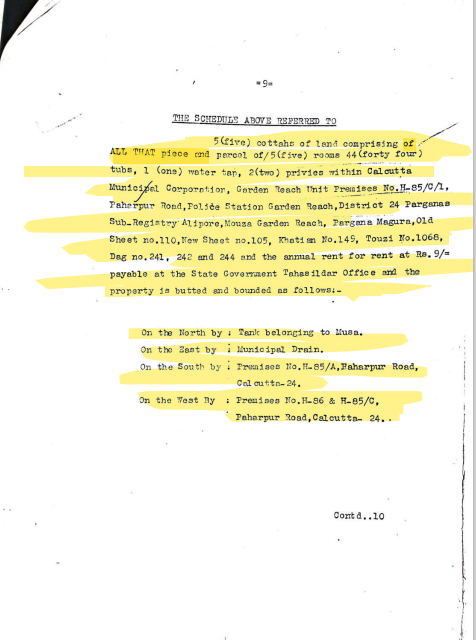 =9=
THE SCHEDULE ABOVE REFERRED TO
5(five) cottahs of land comprising of
ALL THAT piece and parcel of/5(five) rooms 44(forty four)
tubs, 1 (one) water tap, 2(two) privies within Calcutta
Municipal Corporation, Garden Reach Unit Premises No.H-85/C/1,
Paharpur Road,Police Station Garden Reach,District 24 Parganas
Sub-Registry Alipore,Mouza Garden Reach, Pargana Magura,Old
Sheet no.110,New Sheet no.105, Khatian No.149, Touzi No.1068,
Dag no.241, 242 and 244 and the annual rent for rent at Rs.9/=
payable at the State Government Tahasildar Office and the
property is butted and bounded as follows:-
On the North by : Tank belonging to Musa.
On the East by : Municipal Drain.
On the South by : Premises No.H-85/A,Paharpur Road,
Calcutta-24.
On the West By : Premises No.H-86 & H-85/C,
Paharpur Road,Calcutta- 24..
Contd..10